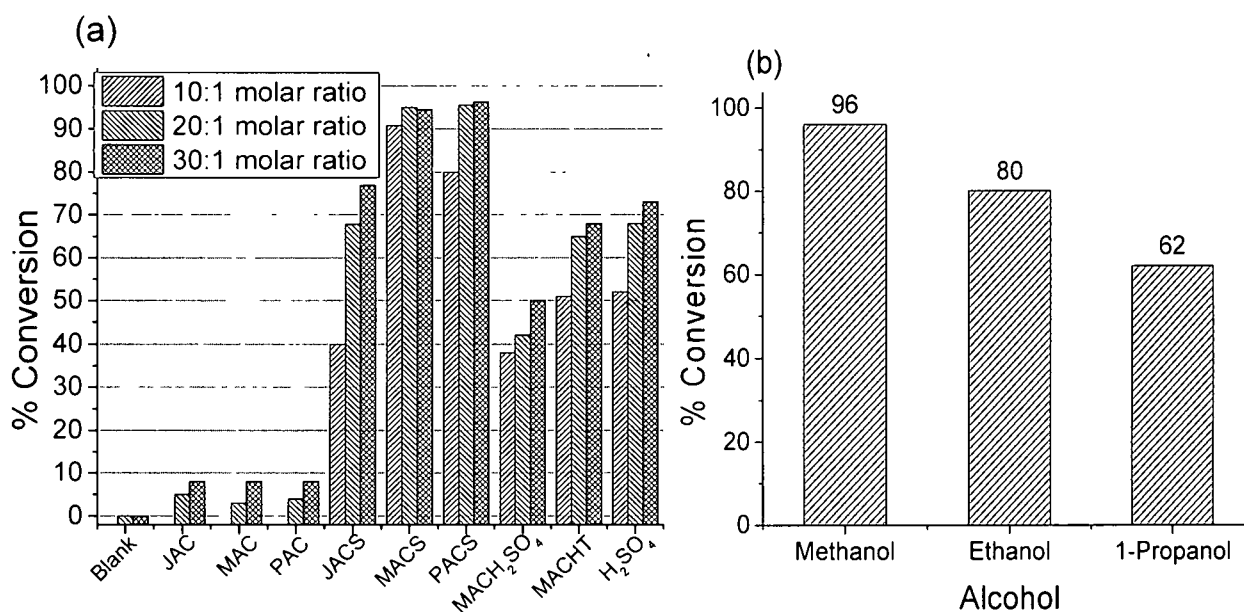 (a)
10:1 molar ratio
20:1 molar ratio
30:1 molar ratio
100
90
80
70
60
50
40
30
20
10
0
% Conversion
Blank
JAC
MAC
PAC
JACS
MACS
PACS
MACH₂SO₄
MACHT
H₂SO₄
(b)
100
80
60
40
20
0
% Conversion
96
80
62
Methanol
Ethanol
1-Propanol
Alcohol